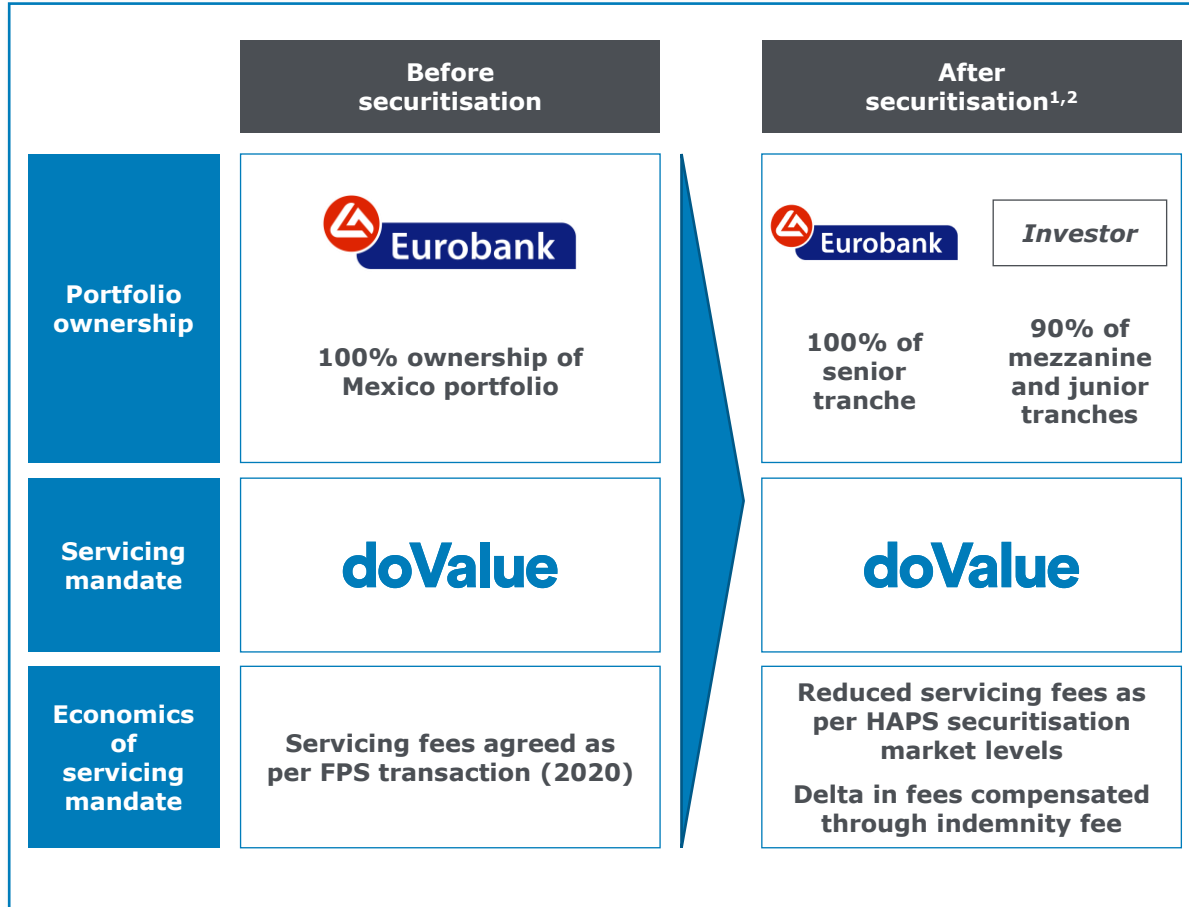 Before
securitisation
After
securitisation1,2
Portfolio
ownership
Eurobank
100% ownership of
Mexico portfolio
Eurobank
100% of
senior
tranche
Investor
90% of
mezzanine
and junior
tranches
Servicing
mandate
doValue
doValue
Economics
of
servicing
mandate
Servicing fees agreed as
per FPS transaction (2020)
Reduced servicing fees as
per HAPS securitisation
market levels
Delta in fees compensated
through indemnity fee